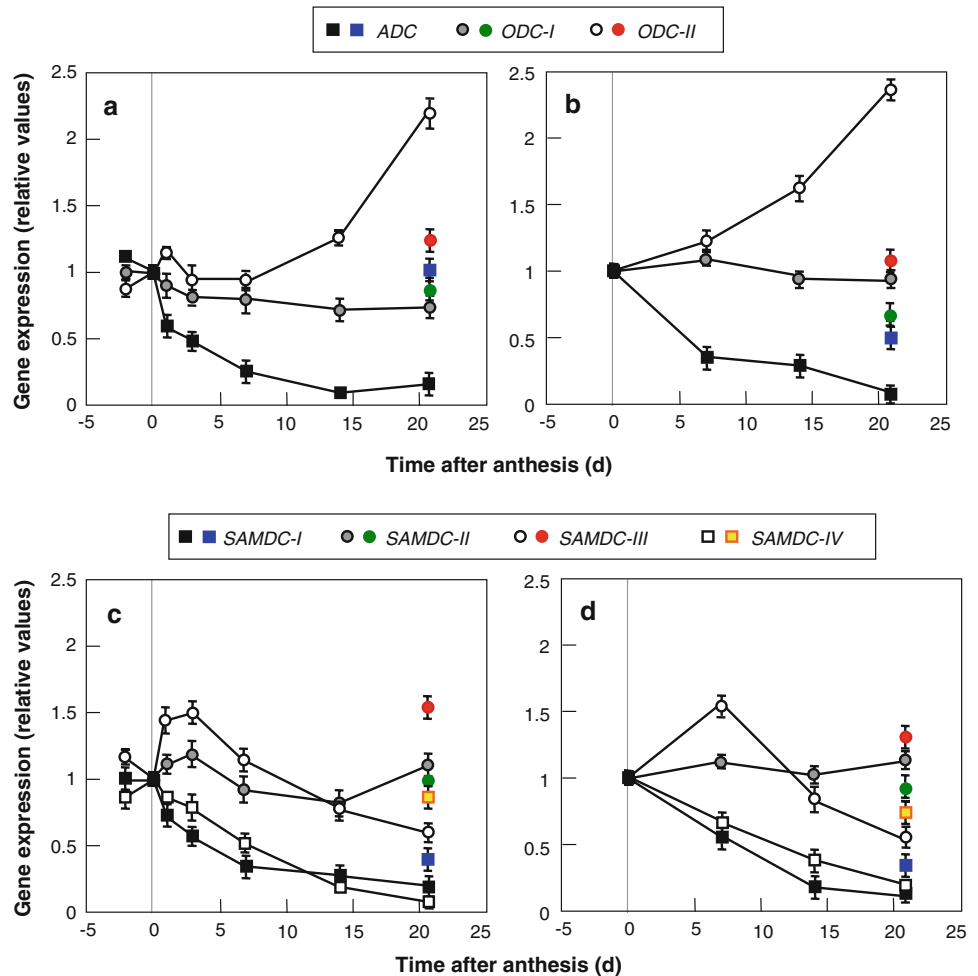 ADC ODC-I ODC-II
Gene expression (relative values)
2.5
2
1.5
1
0.5
0
a
-5 0 5 10 15 20 25
2.5
2
1.5
1
0.5
0
b
-5 0 5 10 15 20 25
Time after anthesis (d)
SAMDC-I SAMDC-II SAMDC-III SAMDC-IV
Gene expression (relative values)
2.5
2
1.5
1
0.5
0
c
-5 0 5 10 15 20 25
2.5
2
1.5
1
0.5
0
d
-5 0 5 10 15 20 25
Time after anthesis (d)